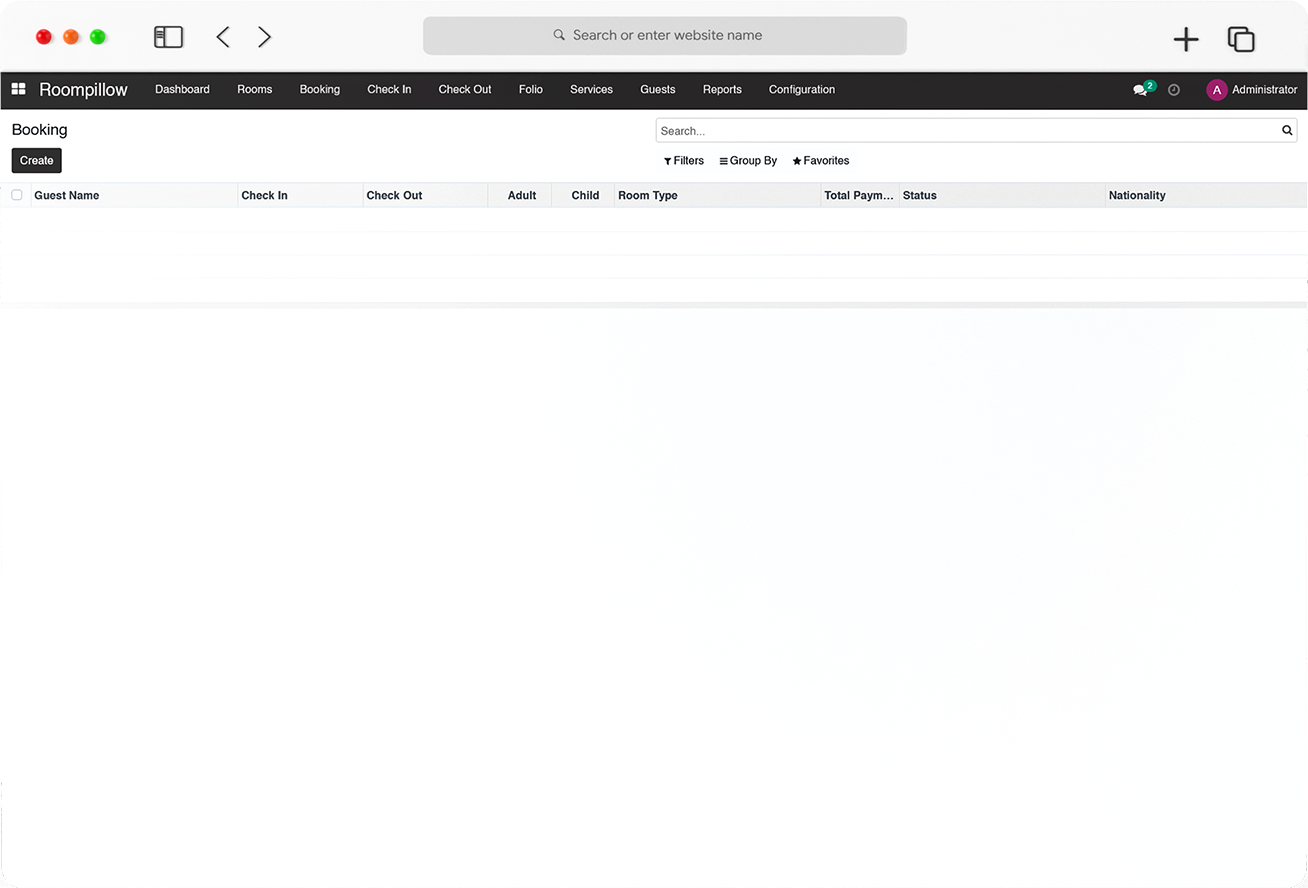 Search or enter website name
Roompillow Dashboard Rooms Booking Check In Check Out Folio Services Guests Reports Configuration 2 A Administrator
Booking
Search...
Create
Filters Group By Favorites
Guest Name Check In Check Out Adult Child Room Type Total Paym... Status Nationality